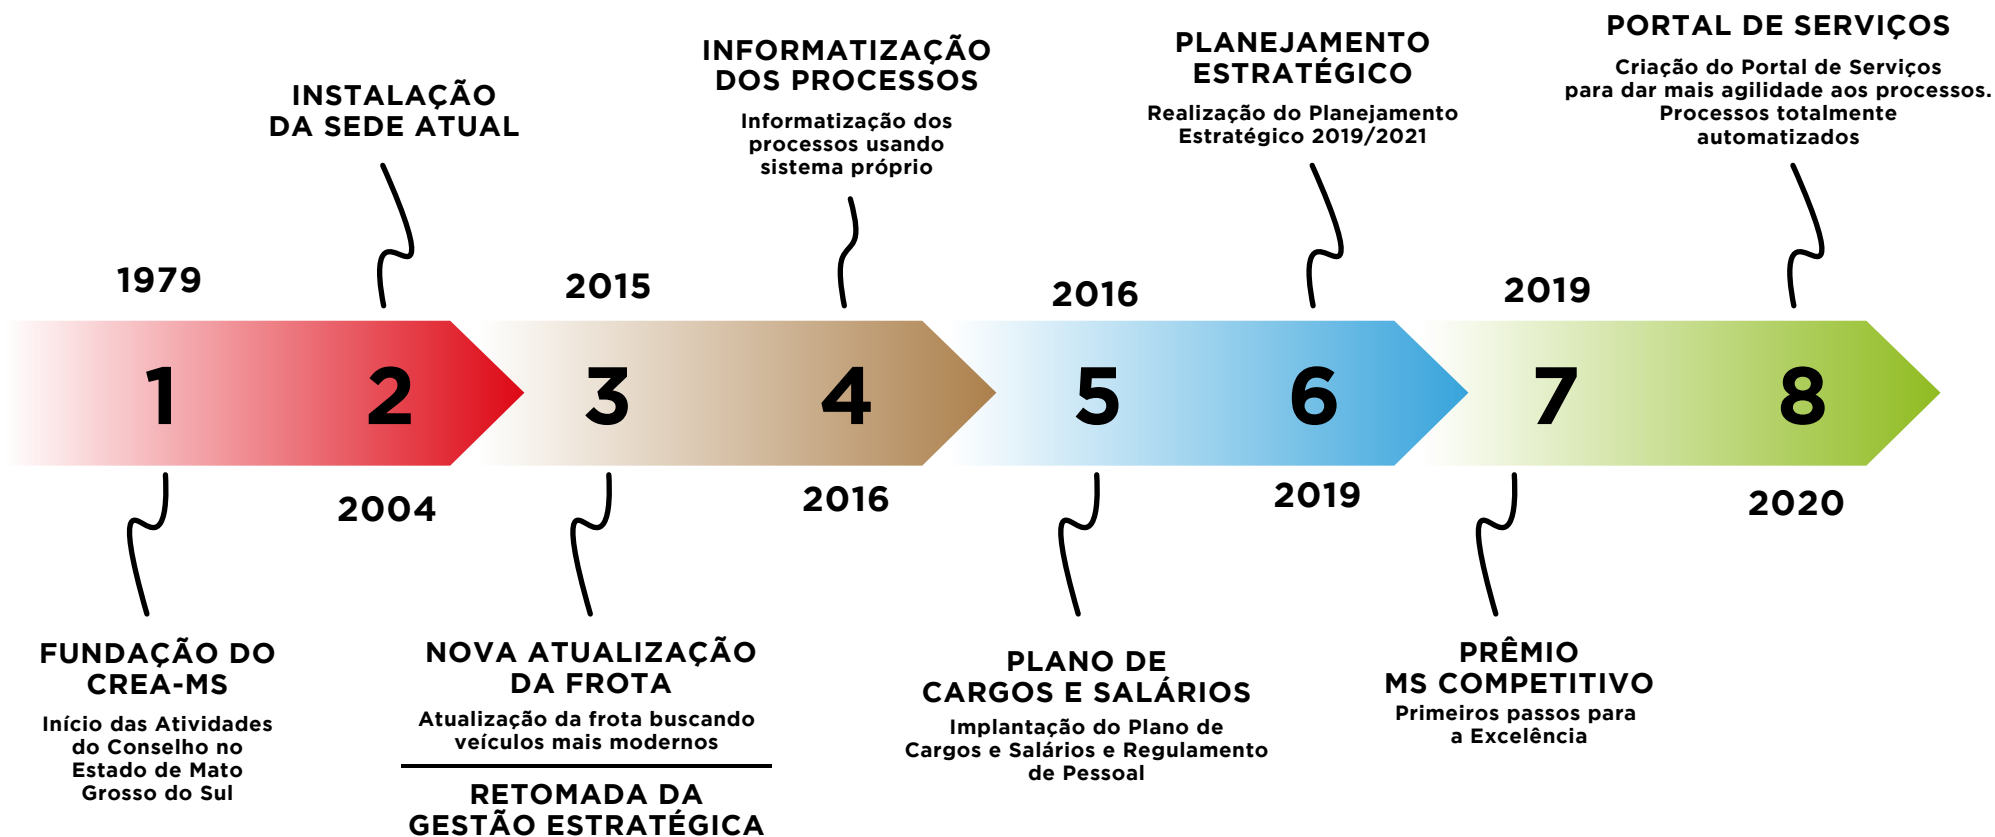 1979
1
FUNDAÇÃO DO
CREA-MS
Início das Atividades
do Conselho no
Estado de Mato
Grosso do Sul
INSTALAÇÃO
DA SEDE ATUAL
2
2004
2015
3
NOVA ATUALIZAÇÃO
DA FROTA
Atualização da frota buscando
veículos mais modernos
RETOMADA DA
GESTÃO ESTRATÉGICA
INFORMATIZAÇÃO
DOS PROCESSOS
Informatização dos
processos usando
sistema próprio
4
2016
2016
5
PLANO DE
CARGOS E SALÁRIOS
Implantação do Plano de
Cargos e Salários e Regulamento
de Pessoal
PLANEJAMENTO
ESTRATÉGICO
Realização do Planejamento
Estratégico 2019/2021
6
2019
2019
7
PRÊMIO
MS COMPETITIVO
Primeiros passos para
a Excelência
PORTAL DE SERVIÇOS
Criação do Portal de Serviços
para dar mais agilidade aos processos.
Processos totalmente
automatizados
8
2020